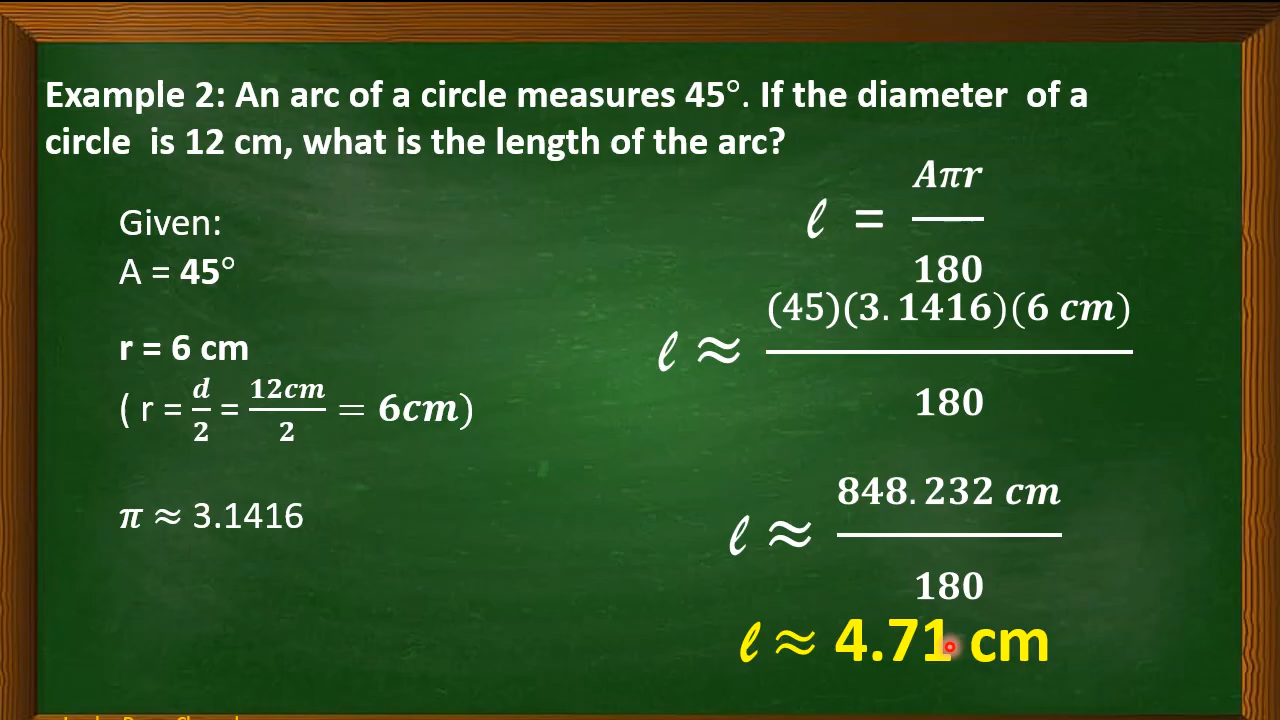 Example 2: An arc of a circle measures 45°. If the diameter of a
circle is 12 cm, what is the length of the arc?
Given:
A = 45°
r = 6 cm
( r = d/2 = 12cm/2 = 6cm)
π ≈ 3.1416
ℓ = Aπr/180
ℓ ≈ (45)(3.1416)(6 cm)/180
ℓ ≈ 848.232 cm/180
ℓ ≈ 4.71 cm